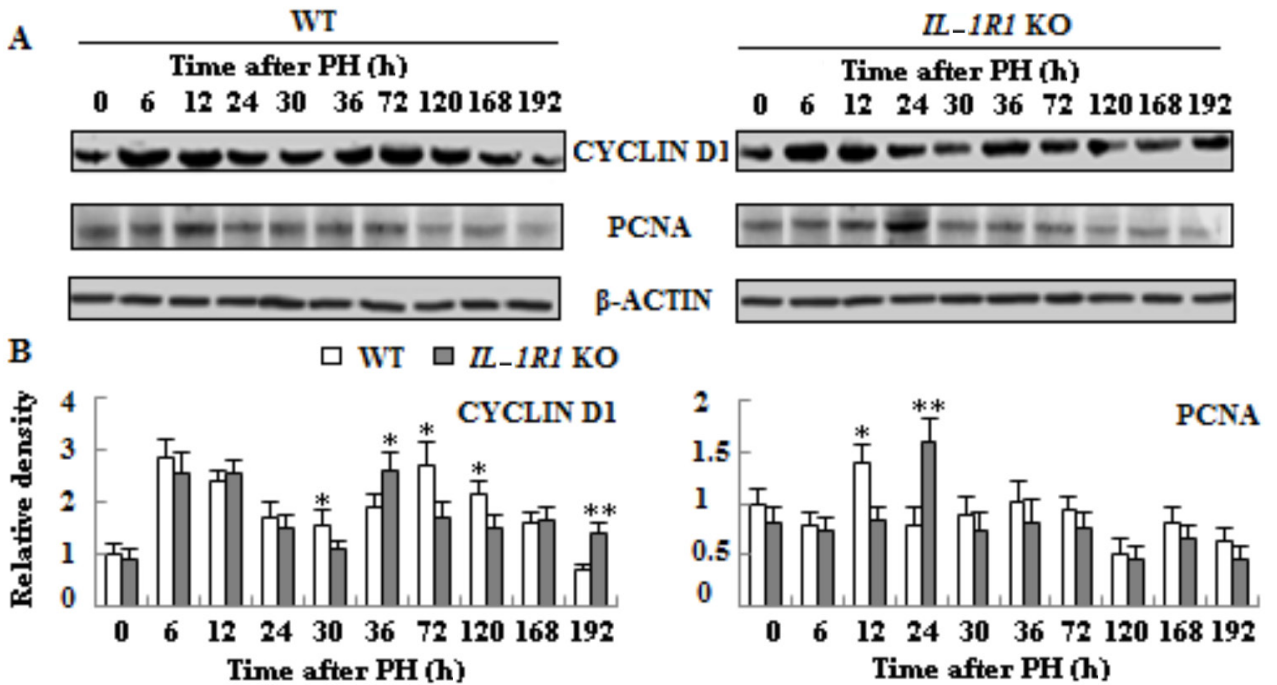 A
WT
Time after PH (h)
0 6 12 24 30 36 72 120 168 192
IL-1R1 KO
Time after PH (h)
0 6 12 24 30 36 72 120 168 192
CYCLIN D1
PCNA
β-ACTIN
B
WT IL-1R1 KO
Relative density
4
3
2
1
0
CYCLIN D1
* * * * **
0 6 12 24 30 36 72 120 168 192
Time after PH (h)
2
1.5
1
0.5
0
PCNA
* **
0 6 12 24 30 36 72 120 168 192
Time after PH (h)